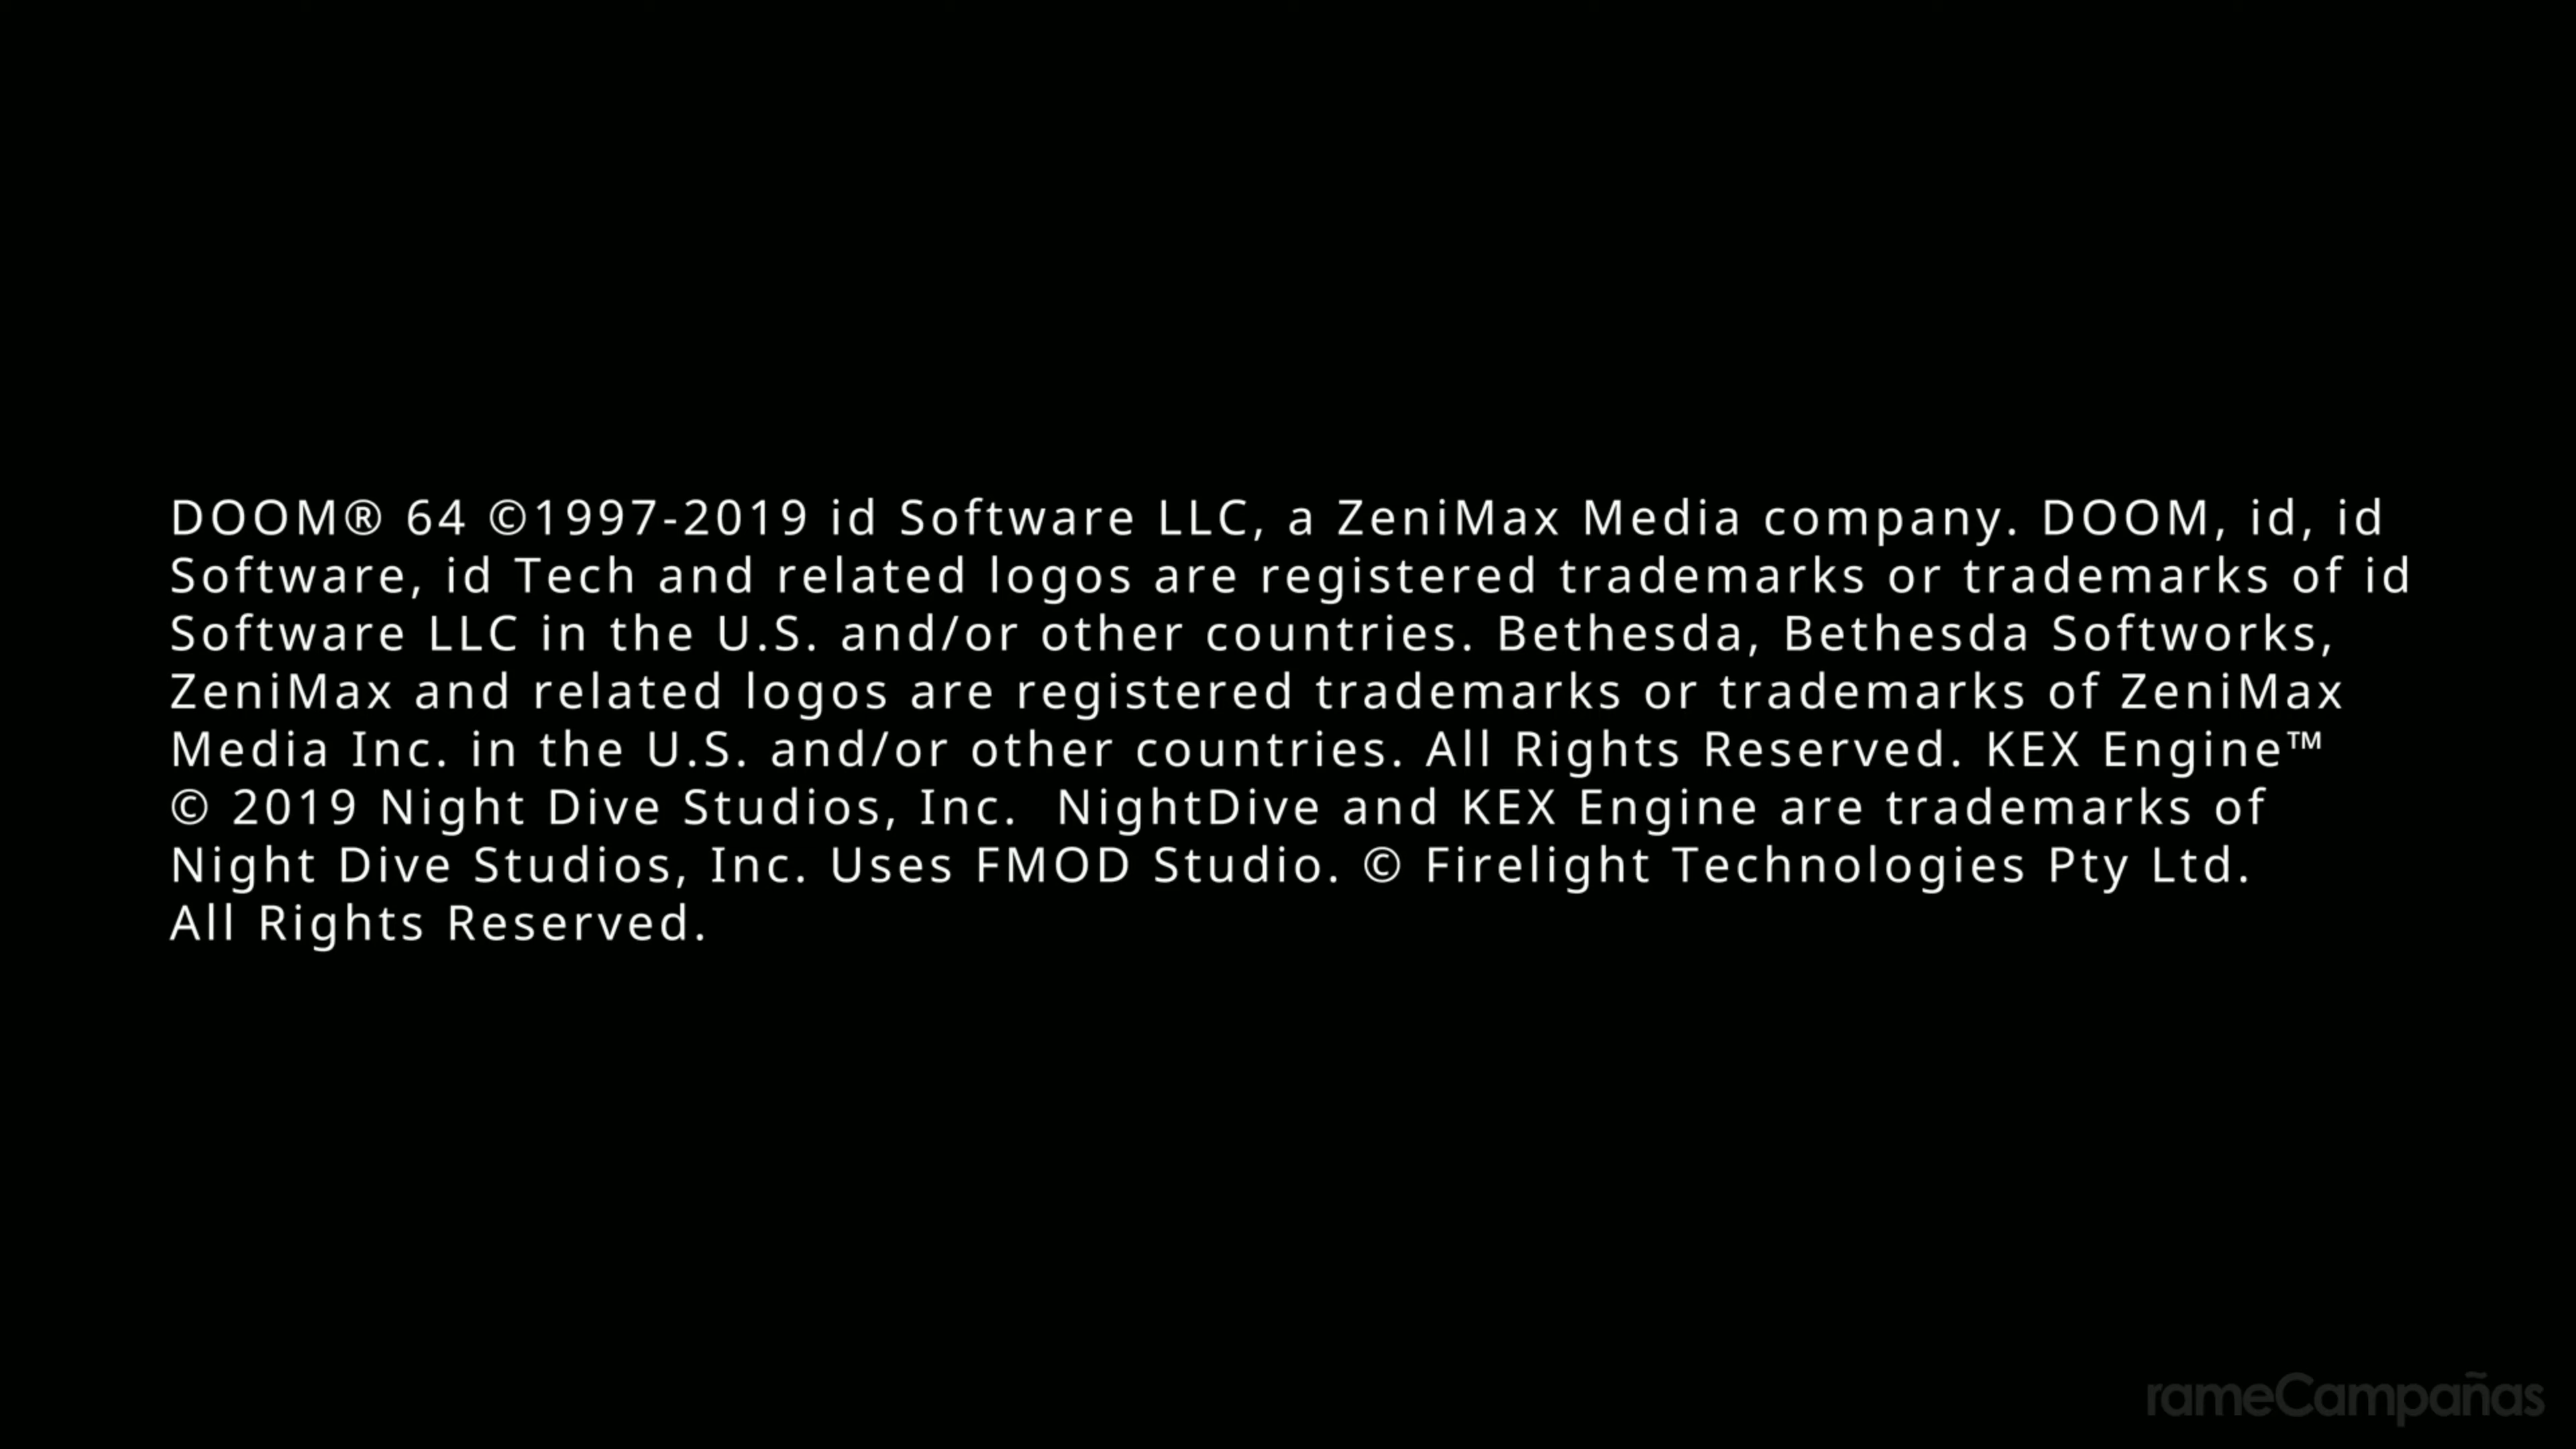 DOOM® 64 ©1997-2019 id Software LLC, a ZeniMax Media company. DOOM, id, id
Software, id Tech and related logos are registered trademarks or trademarks of id
Software LLC in the U.S. and/or other countries. Bethesda, Bethesda Softworks,
ZeniMax and related logos are registered trademarks or trademarks of ZeniMax
Media Inc. in the U.S. and/or other countries. All Rights Reserved. KEX Engine™
© 2019 Night Dive Studios, Inc.  NightDive and KEX Engine are trademarks of
Night Dive Studios, Inc. Uses FMOD Studio. © Firelight Technologies Pty Ltd.
All Rights Reserved.
rameCampañas